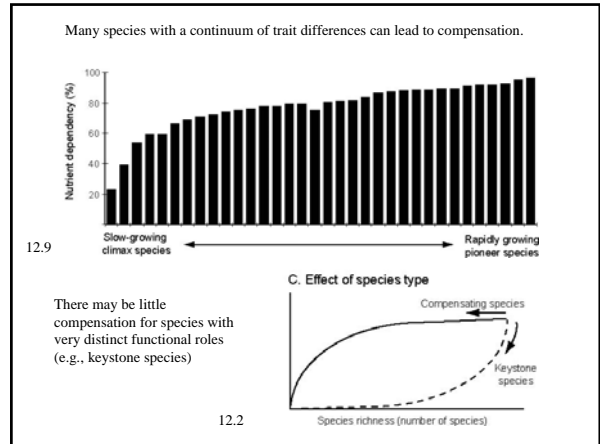 Many species with a continuum of trait differences can lead to compensation.
Nutrient dependency (%)
100
80
60
40
20
Slow-growing
climax species
Rapidly growing
pioneer species
12.9
C. Effect of species type
There may be little
compensation for species with
very distinct functional roles
(e.g., keystone species)
Compensating species
Keystone
species
12.2
Species richness (number of species)